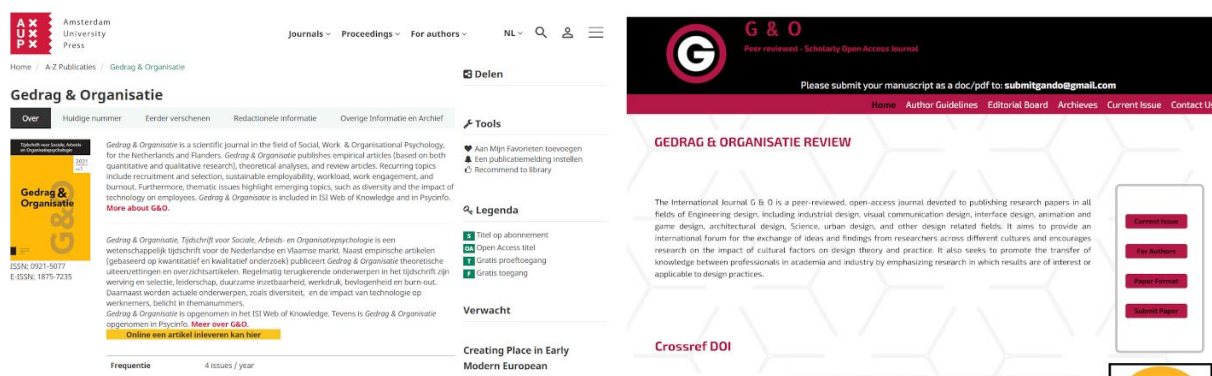 A X
U X
P X
Amsterdam
University
Press
Journals
Proceedings
For authors
NL
Home / A-Z Publicaties / Gedrag & Organisatie
Gedrag & Organisatie
Over
Huidige nummer
Eerder verschenen
Redactionele informatie
Overige Informatie en Archief
Tijdschrift voor Sociale, Arbeids-
en Organisatiepsychologie
2021
Gedrag &
Organisatie
G&O
ISSN: 0921-5077
E-ISSN: 1875-7235
Gedrag & Organisatie is a scientific journal in the field of Social, Work & Organisational Psychology,
for the Netherlands and Flanders. Gedrag & Organisatie publishes empirical articles (based on both
quantitative and qualitative research), theoretical analyses, and review articles. Recurring topics
include recruitment and selection, sustainable employability, workload, work engagement, and
burnout. Furthermore, thematic issues highlight emerging topics, such as diversity and the impact of
technology on employees. Gedrag & Organisatie is included in ISI Web of Knowledge and in Psycinfo.
More about G&O.
Gedrag & Organisatie, Tijdschrift voor Sociale, Arbeids- en Organisatiepsychologie is een
wetenschappelijk tijdschrift voor de Nederlandse en Vlaamse markt. Naast empirische artikelen
(gebaseerd op kwantitatief en kwalitatief onderzoek) publiceert Gedrag & Organisatie theoretische
uiteenzettingen en overzichtsartikelen. Regelmatig terugkerende onderwerpen in het tijdschrift zijn
werving en selectie, leiderschap, duurzame inzetbaarheid, werkdruk, bevlogenheid en burn-out.
Daarnaast worden actuele onderwerpen, zoals diversiteit, en de impact van technologie op
werknemers, belicht in themanummers.
Gedrag & Organisatie is opgenomen in het ISI Web of Knowledge. Tevens is Gedrag & Organisatie
opgenomen in Psycinfo. Meer over G&O.
Online een artikel inleveren kan hier
Frequentie
4 issues / year
Delen
Tools
Aan Mijn Favorieten toevoegen
Een publicatiemelding instellen
Recommend to library
Legenda
S Titel op abonnement
OA Open Access titel
T Gratis proeftoegang
F Gratis toegang
Verwacht
Creating Place in Early
Modern European
G
G & O
Peer reviewed - Scholarly Open Access Journal
Please submit your manuscript as a doc/pdf to: submitgando@gmail.com
Home Author Guidelines Editorial Board Archieves Current Issue Contact Us
GEDRAG & ORGANISATIE REVIEW
The International Journal G & O is a peer-reviewed, open-access journal devoted to publishing research papers in all
fields of Engineering design, including industrial design, visual communication design, interface design, animation and
game design, architectural design, Science, urban design, and other design related fields. It aims to provide an
international forum for the exchange of ideas and findings from researchers across different cultures and encourages
research on the impact of cultural factors on design theory and practice. It also seeks to promote the transfer of
knowledge between professionals in academia and industry by emphasizing research in which results are of interest or
applicable to design practices.
Current Issue
For Authors
Paper Format
Submit Paper
Crossref DOI